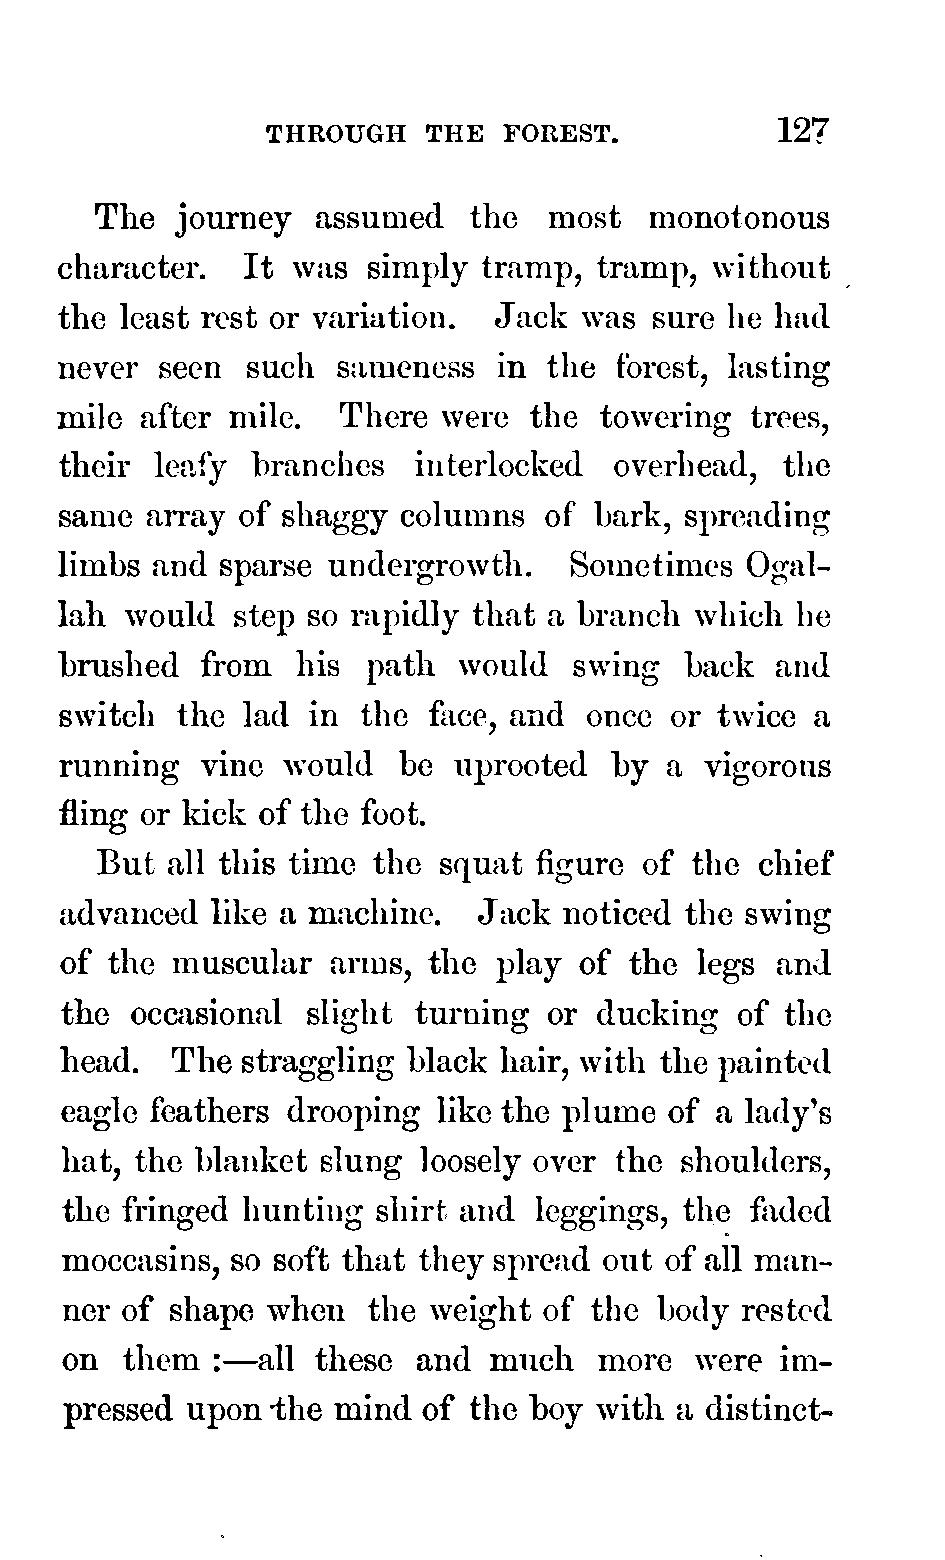 THROUGH THE FOREST. 127
The journey assumed the most monotonous
character. It was simply tramp, tramp, without
the least rest or variation. Jack was sure he had
never seen such sameness in the forest, lasting
mile after mile. There were the towering trees,
their leafy branches interlocked overhead, the
same array of shaggy columns of bark, spreading
limbs and sparse undergrowth. Sometimes Ogal-
lah would step so rapidly that a branch which he
brushed from his path would swing back and
switch the lad in the face, and once or twice a
running vine would be uprooted by a vigorous
fling or kick of the foot.
But all this time the squat figure of the chief
advanced like a machine. Jack noticed the swing
of the muscular arms, the play of the legs and
the occasional slight turning or ducking of the
head. The straggling black hair, with the painted
eagle feathers drooping like the plume of a lady's
hat, the blanket slung loosely over the shoulders,
the fringed hunting shirt and leggings, the faded
moccasins, so soft that they spread out of all man-
ner of shape when the weight of the body rested
on them :—all these and much more were im-
pressed upon the mind of the boy with a distinct-